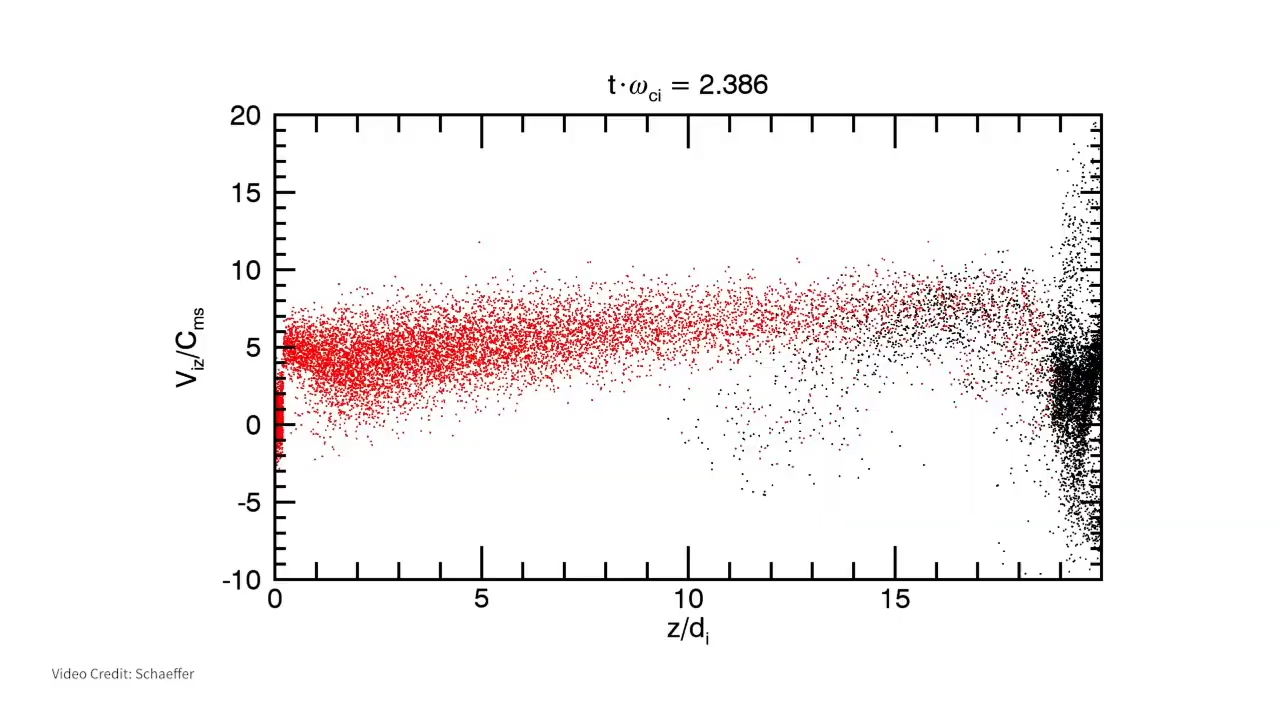 t·ω_ci = 2.386
20
15
10
5
0
-5
-10
V_iz/C_ms
0 5 10 15
z/d_i
Video Credit: Schaeffer